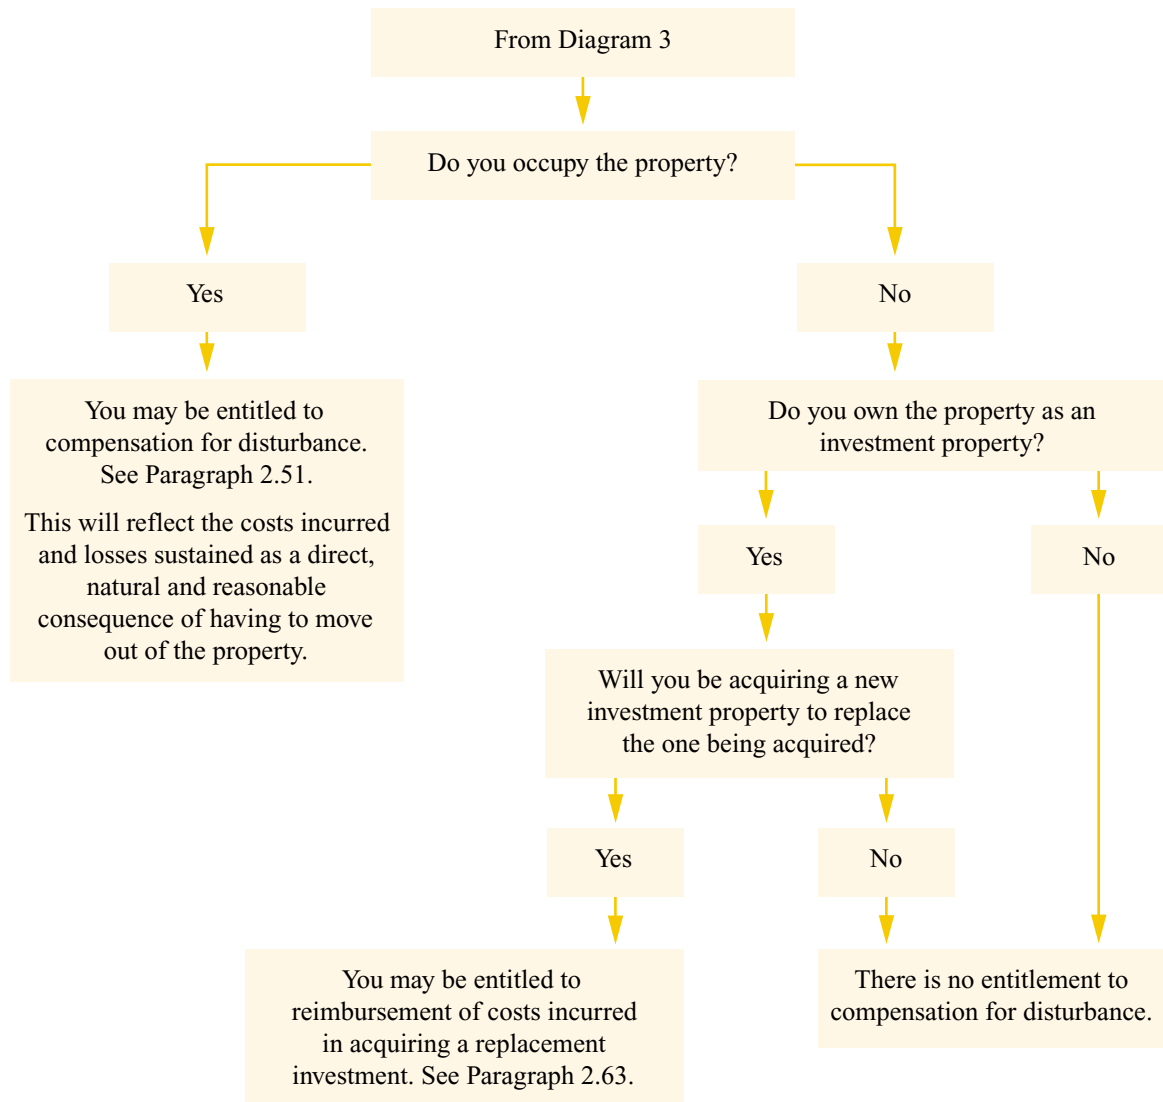 From Diagram 3
Do you occupy the property?
Yes
No
You may be entitled to
compensation for disturbance.
See Paragraph 2.51.
This will reflect the costs incurred
and losses sustained as a direct,
natural and reasonable
consequence of having to move
out of the property.
Do you own the property as an
investment property?
Yes
No
Will you be acquiring a new
investment property to replace
the one being acquired?
Yes
No
You may be entitled to
reimbursement of costs incurred
in acquiring a replacement
investment. See Paragraph 2.63.
There is no entitlement to
compensation for disturbance.